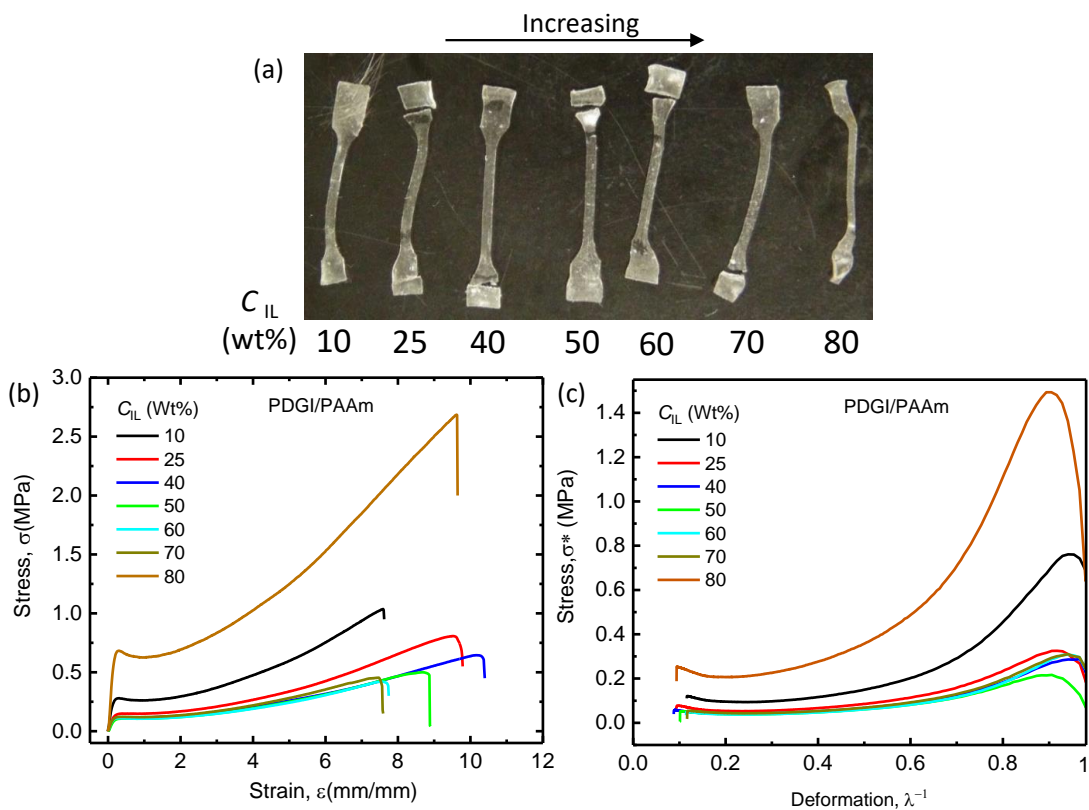 Increasing
(a)
C IL
(wt%) 10 25 40 50 60 70 80
(b)
3.0
2.5
2.0
1.5
1.0
0.5
0.0
Stress, σ(MPa)
PDGI/PAAm
C IL (Wt%)
10
25
40
50
60
70
80
0 2 4 6 8 10 12
Strain, ε(mm/mm)
(c)
1.4
1.2
1.0
0.8
0.6
0.4
0.2
0.0
Stress,σ* (MPa)
PDGI/PAAm
C IL (Wt%)
10
25
40
50
60
70
80
0.0 0.2 0.4 0.6 0.8 1
Deformation, λ⁻¹